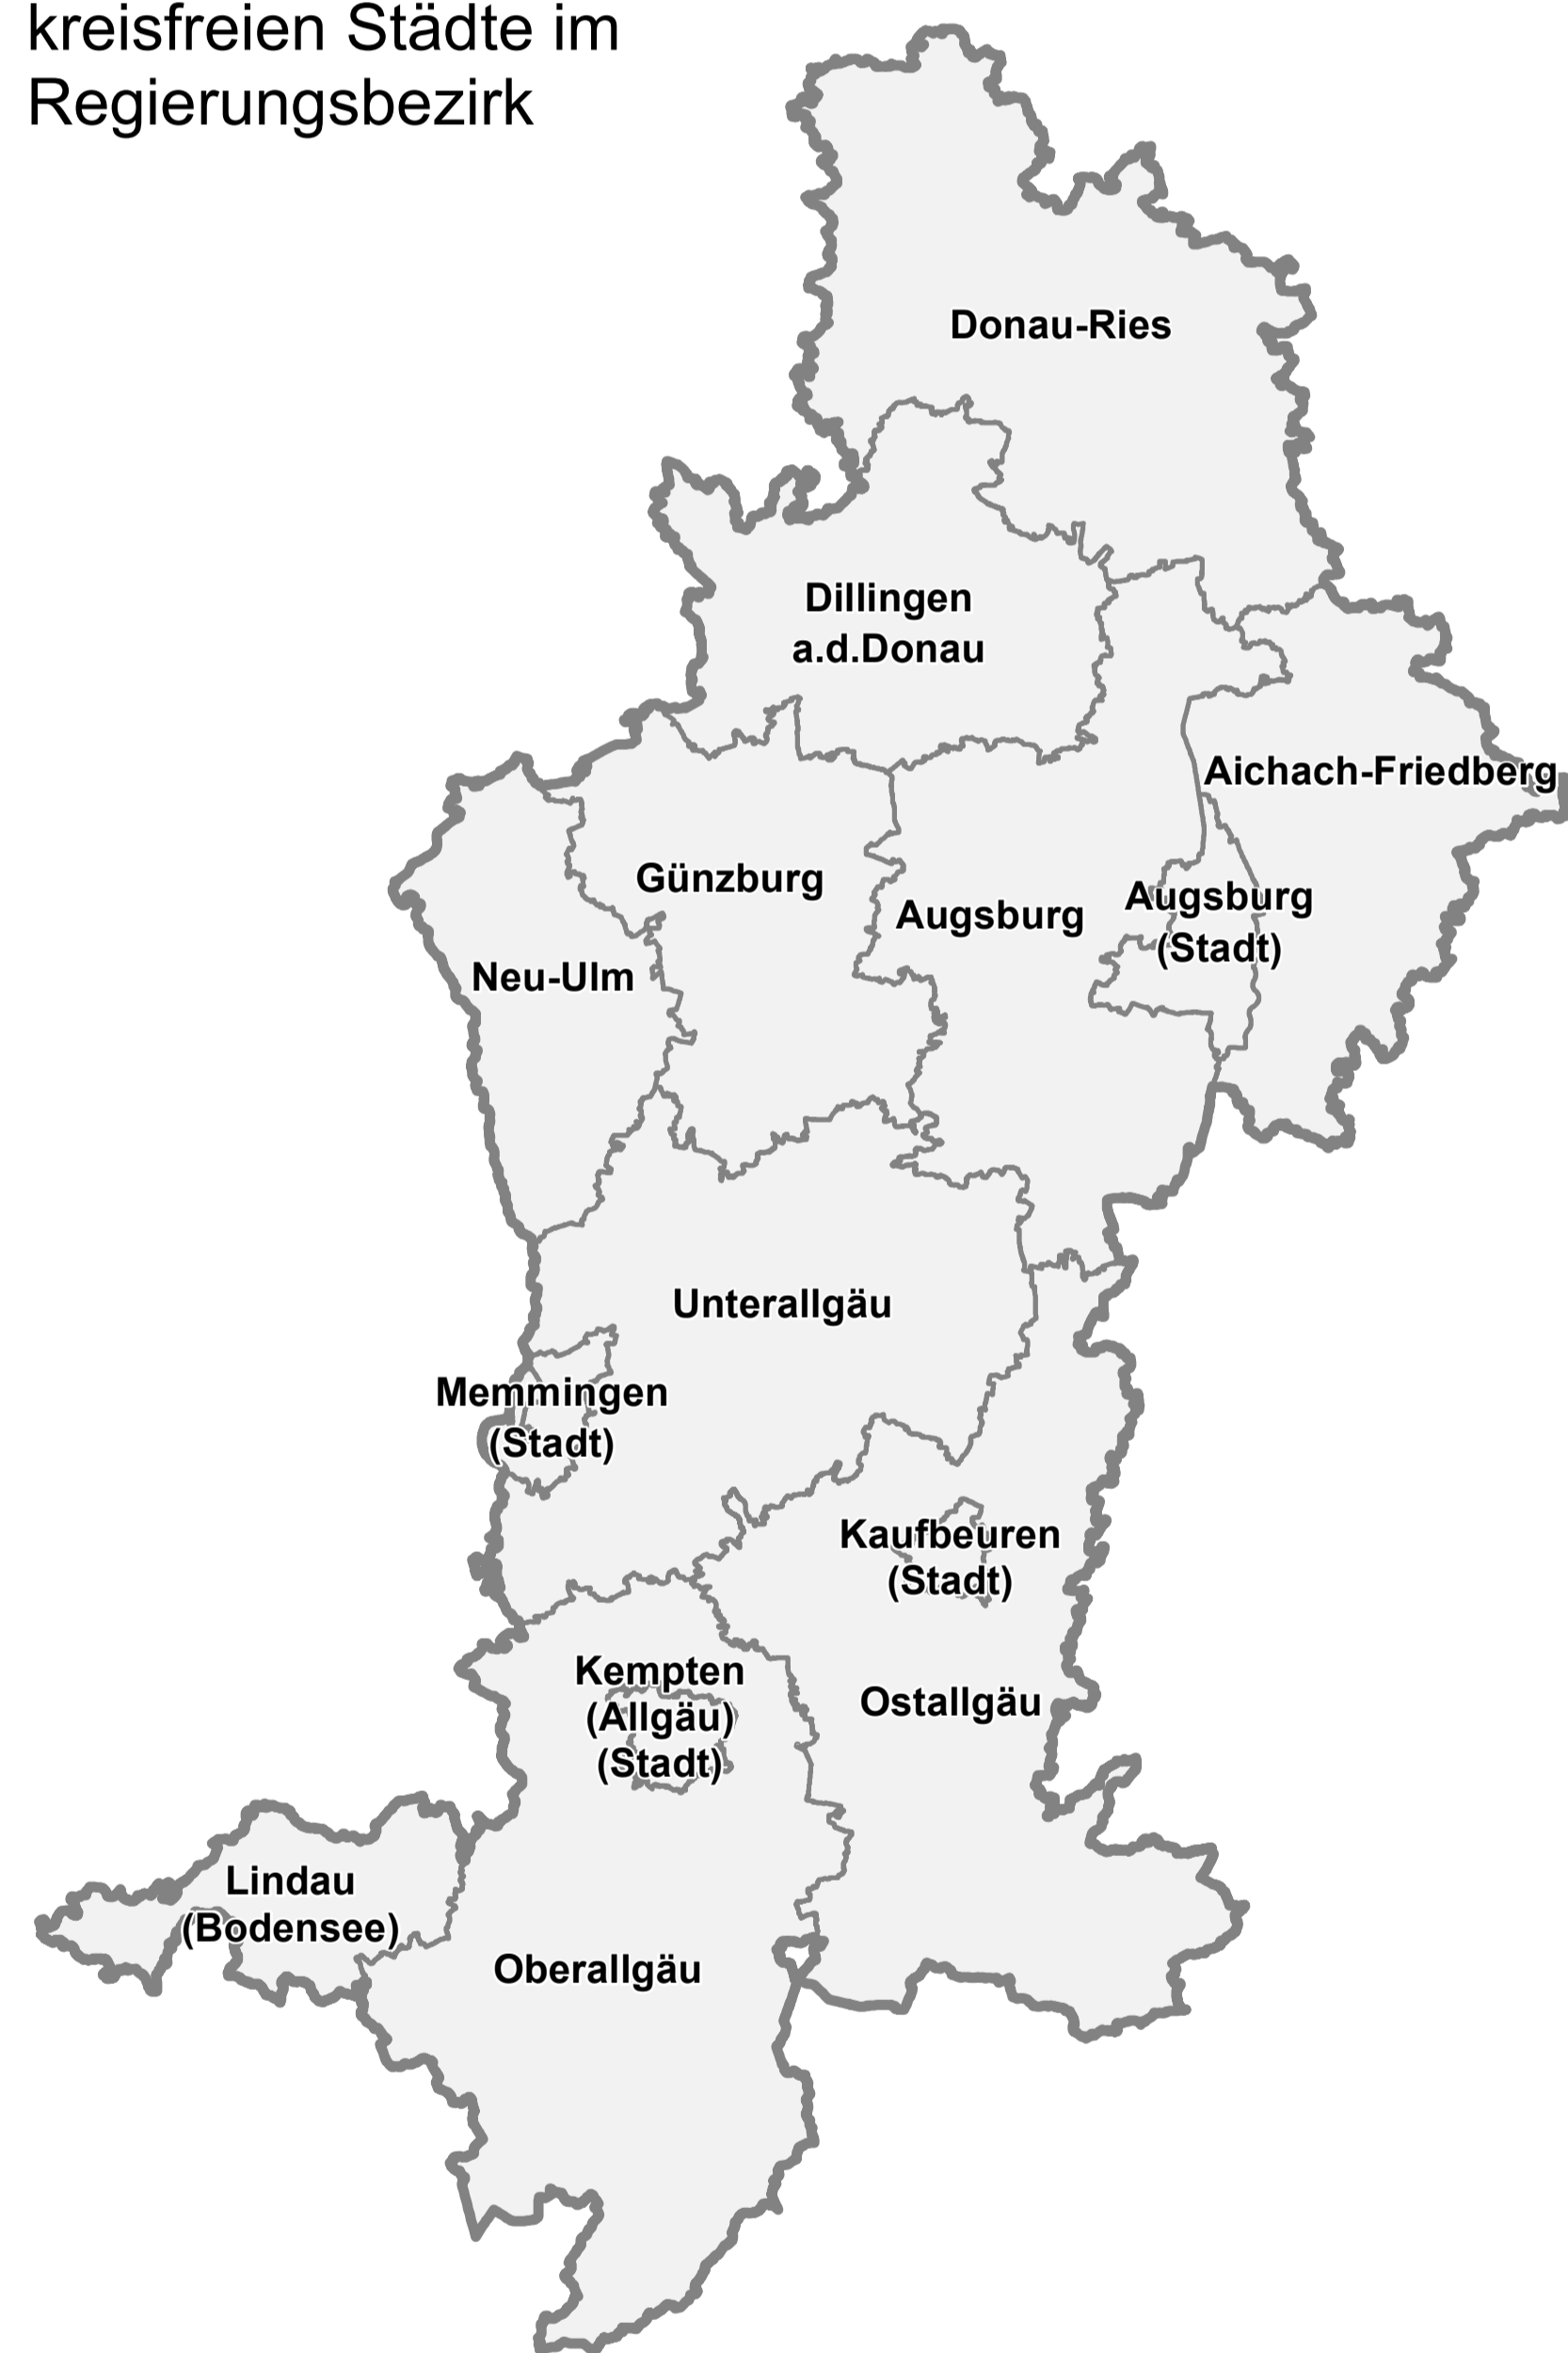 kreisfreien Städte im
Regierungsbezirk
Donau-Ries
Dillingen
a.d.Donau
Aichach-Friedberg
Günzburg
Augsburg
(Stadt)
Augsburg
Neu-Ulm
Unterallgäu
Memmingen
(Stadt)
Kaufbeuren
(Stadt)
Kempten
(Allgäu)
(Stadt)
Ostallgäu
Lindau
(Bodensee)
Oberallgäu